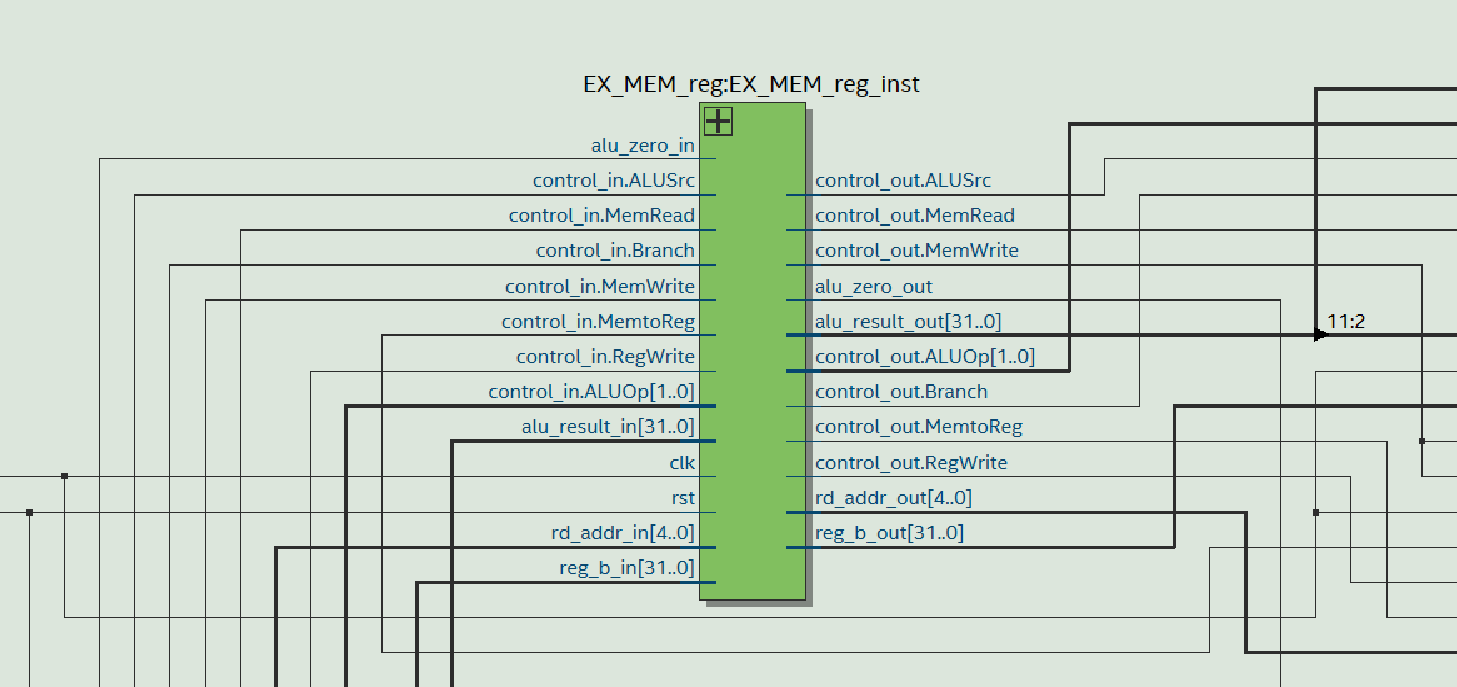 EX_MEM_reg:EX_MEM_reg_inst
alu_zero_in
control_in.ALUSrc
control_in.MemRead
control_in.Branch
control_in.MemWrite
control_in.MemtoReg
control_in.RegWrite
control_in.ALUOp[1..0]
alu_result_in[31..0]
clk
rst
rd_addr_in[4..0]
reg_b_in[31..0]
control_out.ALUSrc
control_out.MemRead
control_out.MemWrite
alu_zero_out
alu_result_out[31..0]
control_out.ALUOp[1..0]
control_out.Branch
control_out.MemtoReg
control_out.RegWrite
rd_addr_out[4..0]
reg_b_out[31..0]
11:2